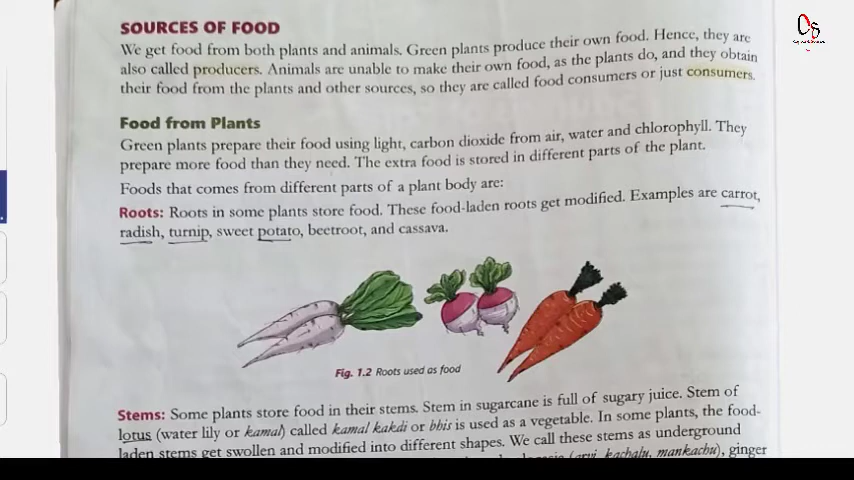 SOURCES OF FOOD
We get food from both plants and animals. Green plants produce their own food. Hence, they are
also called producers. Animals are unable to make their own food, as the plants do, and they obtain
their food from the plants and other sources, so they are called food consumers or just consumers.
Food from Plants
Green plants prepare their food using light, carbon dioxide from air, water and chlorophyll. They
prepare more food than they need. The extra food is stored in different parts of the plant.
Foods that comes from different parts of a plant body are:
Roots: Roots in some plants store food. These food-laden roots get modified. Examples are carrot,
radish, turnip, sweet potato, beetroot, and cassava.
Fig. 1.2 Roots used as food
Stems: Some plants store food in their stems. Stem in sugarcane is full of sugary juice. Stem of
lotus (water lily or kamal) called kamal kakdi or bhis is used as a vegetable. In some plants, the food-
laden stems get swollen and modified into different shapes. We call these stems as underground
(arvi, kachalu, mankachu), ginger